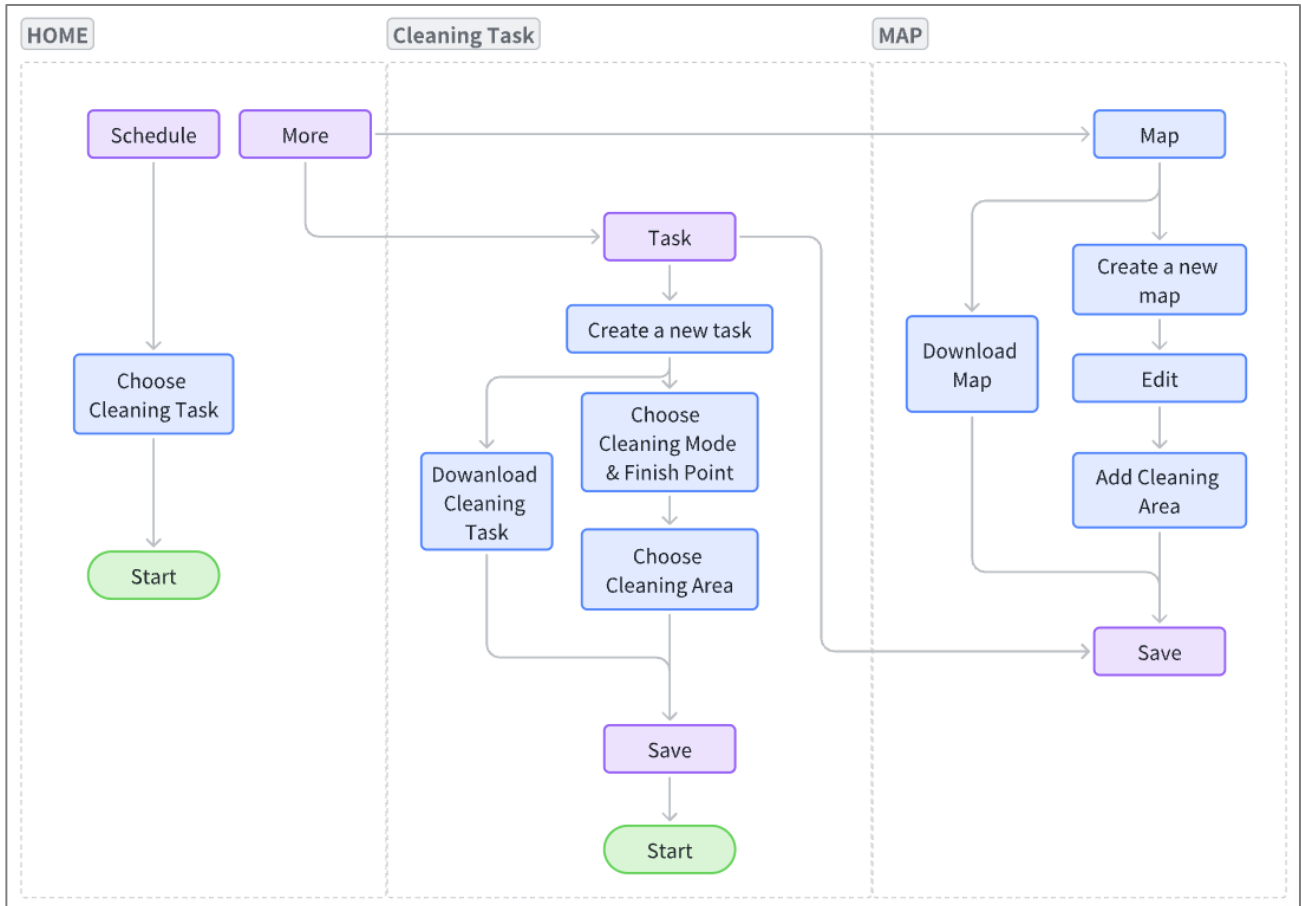 HOME
Cleaning Task
MAP
Schedule
More
Map
Task
Create a new
map
Create a new task
Download
Map
Choose
Cleaning Task
Edit
Choose
Cleaning Mode
& Finish Point
Dowanload
Cleaning
Task
Add Cleaning
Area
Choose
Cleaning Area
Start
Save
Save
Start